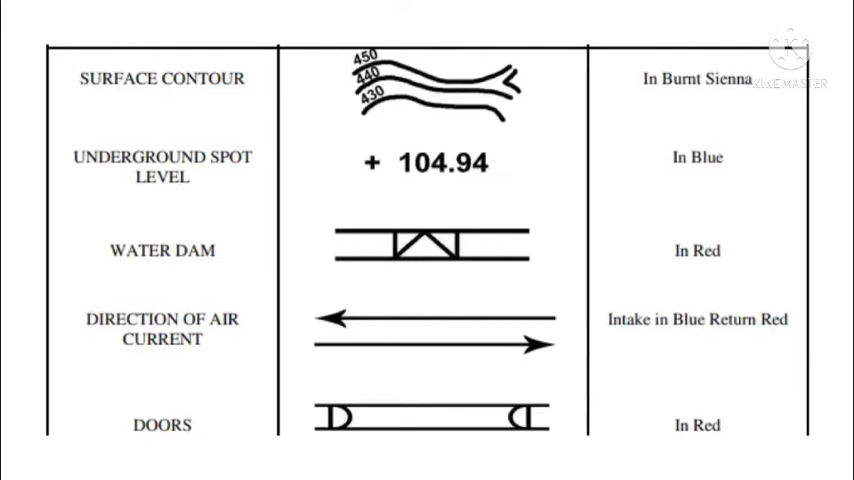 SURFACE CONTOUR
450
440
430
In Burnt Sienna
KINEMASTER
UNDERGROUND SPOT
LEVEL
+ 104.94
In Blue
WATER DAM
In Red
DIRECTION OF AIR
CURRENT
Intake in Blue Return Red
DOORS
In Red